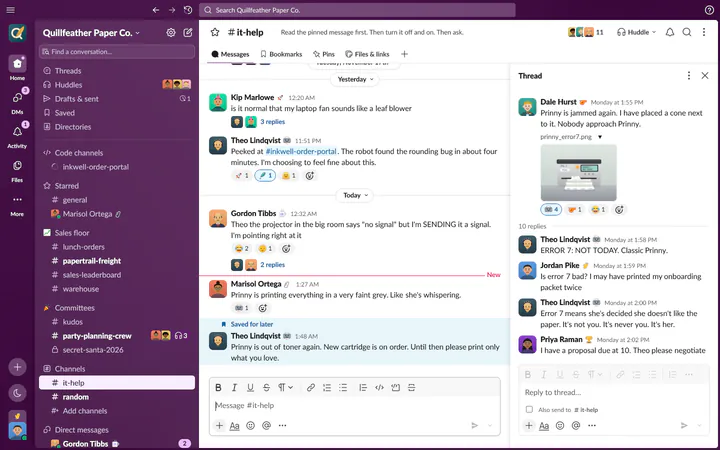 Search Quillfeather Paper Co.
Quillfeather Paper Co.
Find a conversation...
Home
DMs
3
Activity
1
Files
More
Threads
Huddles
Drafts & sent
1
Saved
Directories
Code channels
inkwell-order-portal
Starred
# general
Marisol Ortega
Sales floor
# lunch-orders
# papertrail-freight
# sales-leaderboard
# warehouse
Committees
# kudos
# party-planning-crew
3
secret-santa-2026
Channels
# it-help
# random
Add channels
Direct messages
Gordon Tibbs
2
# it-help
Read the pinned message first. Then turn it off and on. Then ask.
11
Huddle
Messages
Bookmarks
Pins
Files & links
Yesterday
Kip Marlowe 12:20 AM
is it normal that my laptop fan sounds like a leaf blower
3 replies
Theo Lindqvist 11:51 PM
Peeked at #inkwell-order-portal. The robot found the rounding bug in about four
minutes. I'm choosing to feel fine about this.
1 1 1
Today
Gordon Tibbs 12:32 AM
Theo the projector in the big room says "no signal" but I'm SENDING it a signal.
I'm pointing right at it
2 1
2 replies
New
Marisol Ortega 1:27 AM
Prinny is printing everything in a very faint grey. Like she's whispering.
1
Saved for later
Theo Lindqvist 1:48 AM
Prinny is out of toner again. New cartridge is on order. Until then please print only
what you love.
B I U S
Message #it-help
Aa
Thread
Dale Hurst Monday at 1:55 PM
Prinny is jammed again. I have placed a cone next
to it. Nobody approach Prinny.
prinny_error7.png
4 1 1
10 replies
Theo Lindqvist Monday at 1:58 PM
ERROR 7: NOT TODAY. Classic Prinny.
Jordan Pike Monday at 1:59 PM
Is error 7 bad? I may have printed my onboarding
packet twice
Theo Lindqvist Monday at 2:00 PM
Error 7 means she's decided she doesn't like the
paper. It's not you. It's never you. It's her.
Priya Raman Monday at 2:02 PM
I have a proposal due at 10. Theo please negotiate
B I U S
Reply to thread...
Also send to # it-help
Aa